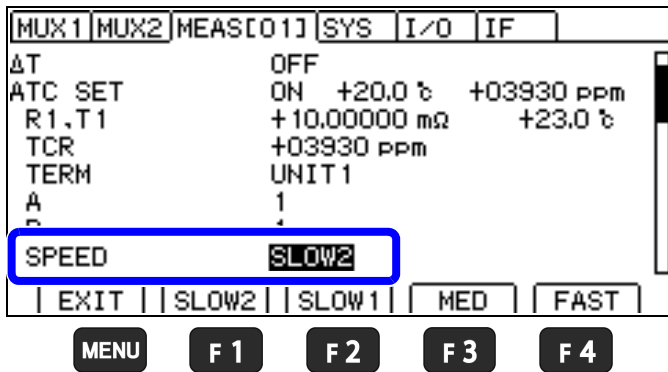 MUX1 MUX2 MEAS[01] SYS I/O IF
ΔT OFF
ATC SET ON +20.0 ℃ +03930 ppm
R1,T1 +10.00000 mΩ +23.0 ℃
TCR +03930 ppm
TERM UNIT1
A 1
SPEED SLOW2
EXIT SLOW2 SLOW1 MED FAST
MENU F1 F2 F3 F4